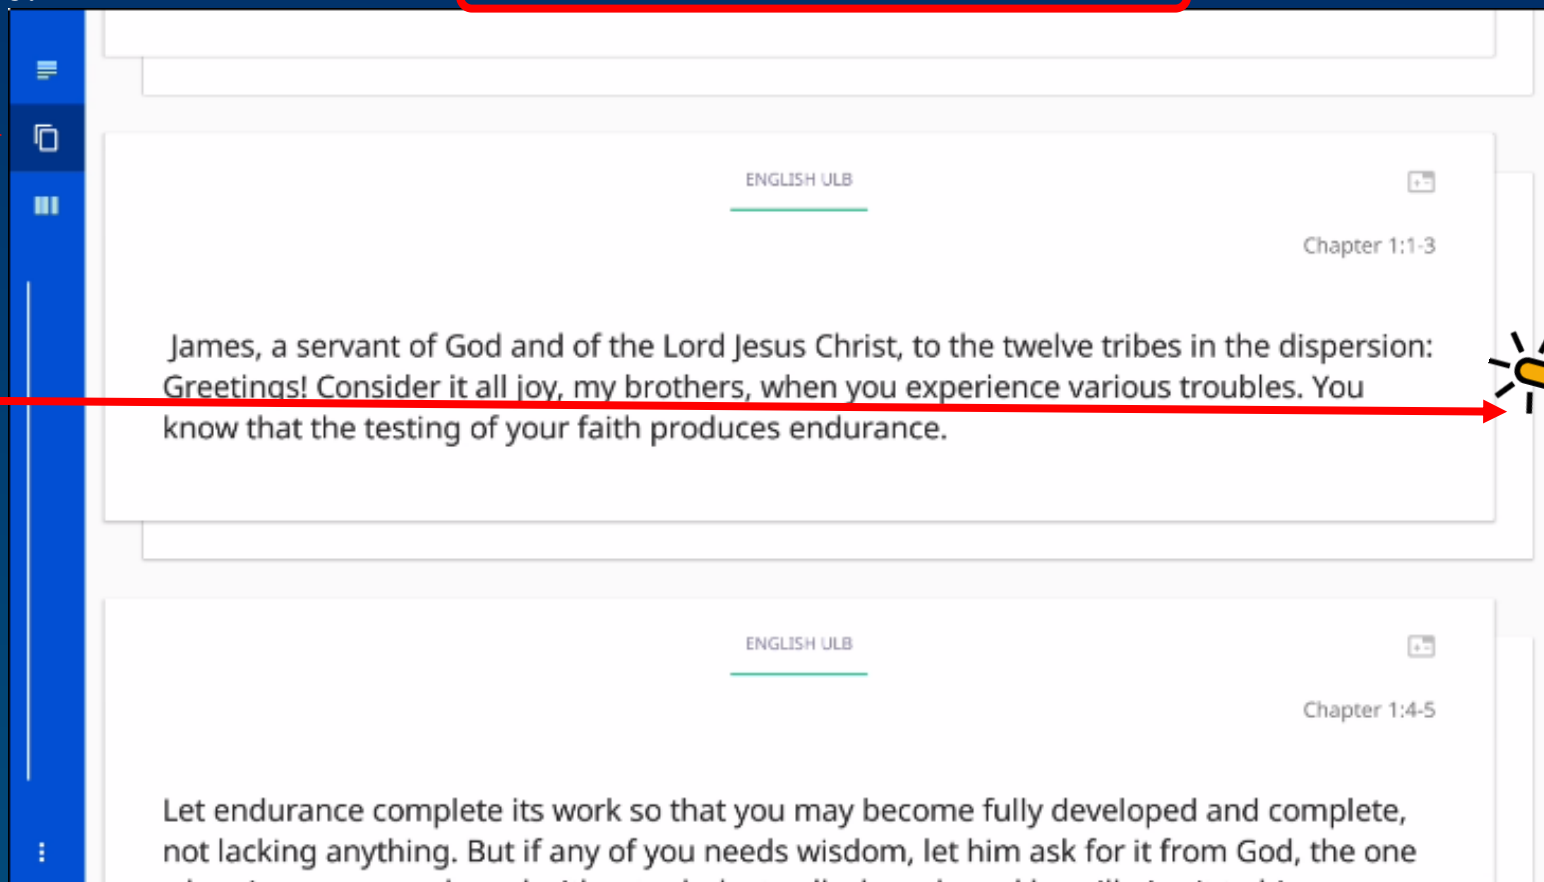 ENGLISH ULB
Chapter 1:1-3
James, a servant of God and of the Lord Jesus Christ, to the twelve tribes in the dispersion:
Greetings! Consider it all joy, my brothers, when you experience various troubles. You
know that the testing of your faith produces endurance.
ENGLISH ULB
Chapter 1:4-5
Let endurance complete its work so that you may become fully developed and complete,
not lacking anything. But if any of you needs wisdom, let him ask for it from God, the one